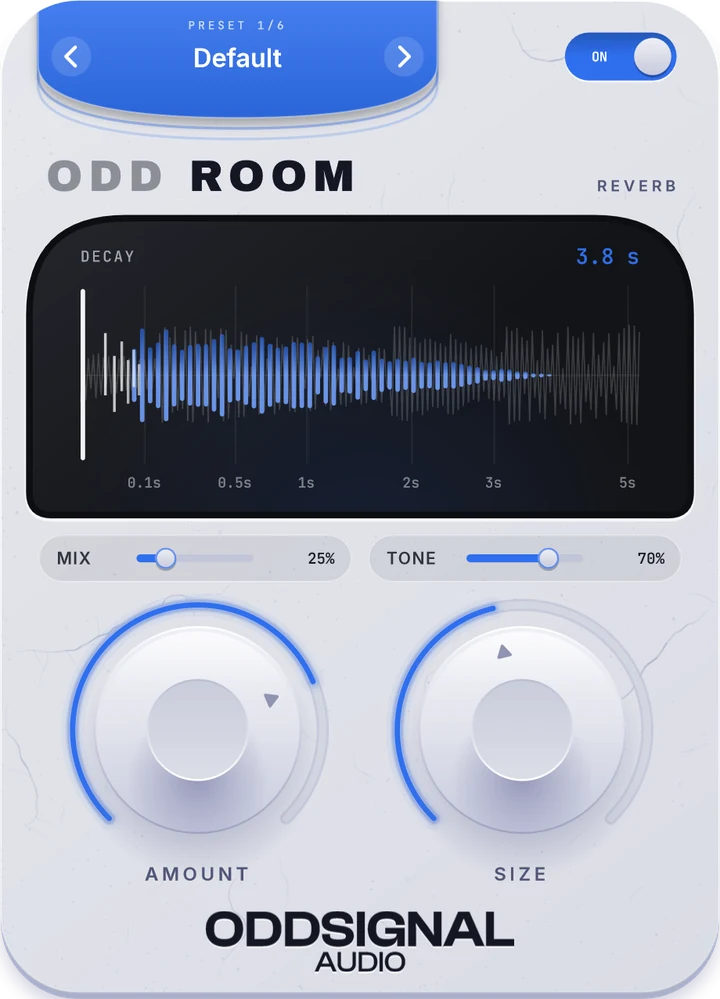 PRESET 1/6
Default
ON
ODD ROOM
REVERB
DECAY
3.8 s
0.1s 0.5s 1s 2s 3s 5s
MIX 25% TONE 70%
AMOUNT SIZE
ODDSIGNAL
AUDIO